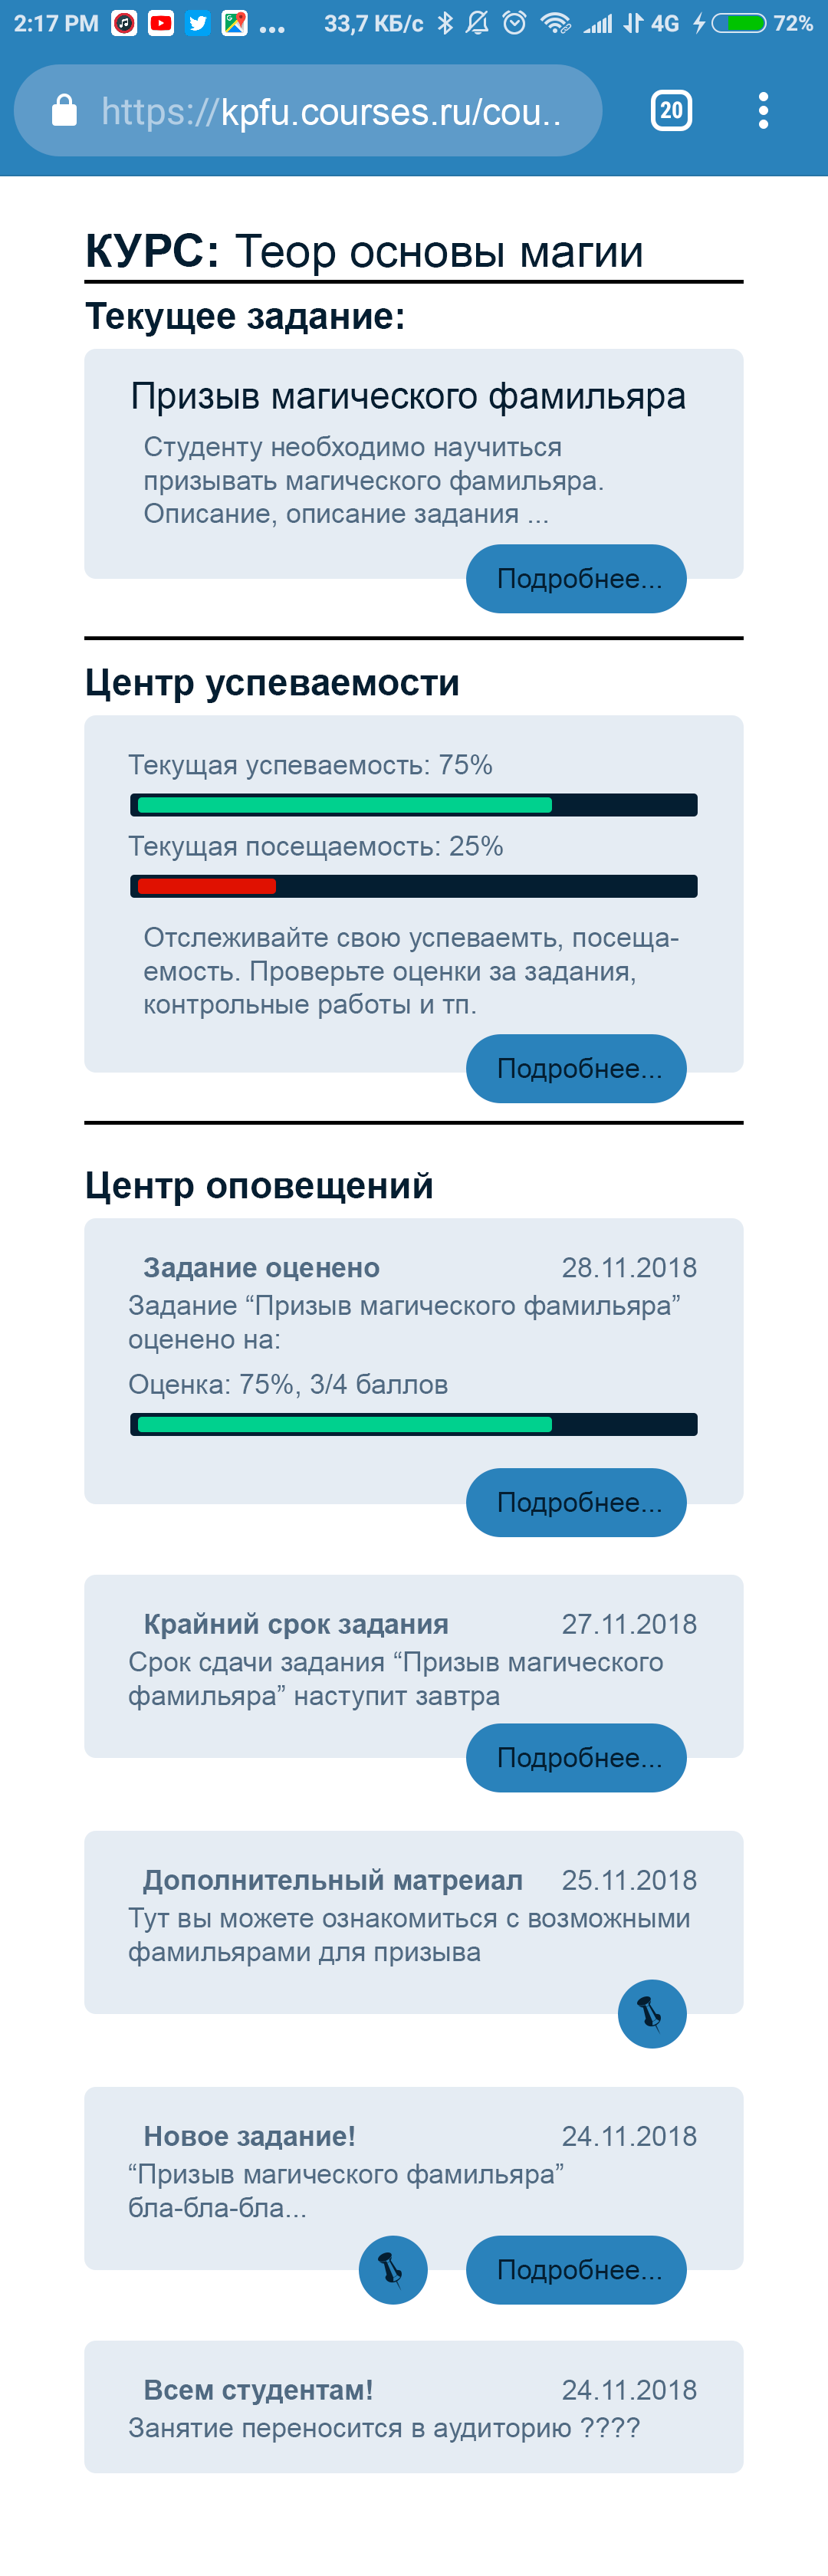 2:17 PM ... 33,7 КБ/с 4G 72%
https://kpfu.courses.ru/cou.. 20
КУРС: Теор основы магии
Текущее задание:
Призыв магического фамильяра
Студенту необходимо научиться
призывать магического фамильяра.
Описание, описание задания ...
Подробнее...
Центр успеваемости
Текущая успеваемость: 75%
Текущая посещаемость: 25%
Отслеживайте свою успеваемть, посеща-
емость. Проверьте оценки за задания,
контрольные работы и тп.
Подробнее...
Центр оповещений
Задание оценено 28.11.2018
Задание “Призыв магического фамильяра”
оценено на:
Оценка: 75%, 3/4 баллов
Подробнее...
Крайний срок задания 27.11.2018
Срок сдачи задания “Призыв магического
фамильяра” наступит завтра
Подробнее...
Дополнительный матреиал 25.11.2018
Тут вы можете ознакомиться с возможными
фамильярами для призыва
Новое задание! 24.11.2018
“Призыв магического фамильяра”
бла-бла-бла...
Подробнее...
Всем студентам! 24.11.2018
Занятие переносится в аудиторию ????